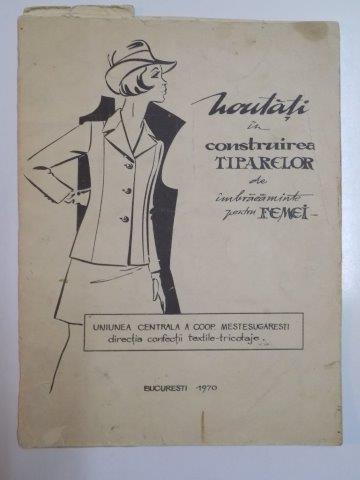 Noutăți
în
construirea
TIPARELOR
de
îmbrăcăminte
pentru FEMEI
UNIUNEA CENTRALA A COOP. MESTESUGARESTI
direcția confecții textile-tricotaje.
BUCURESTI -1970